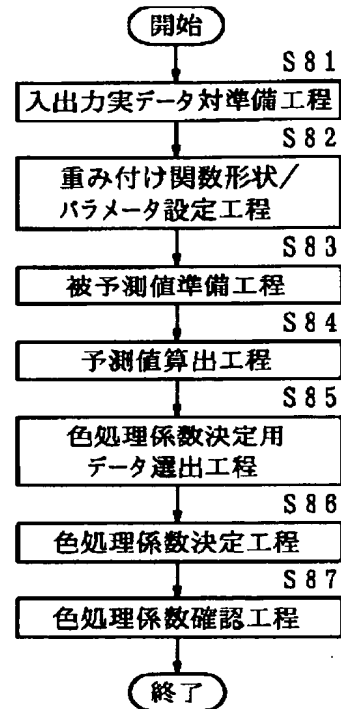 開始
S81
入出力実データ対準備工程
S82
重み付け関数形状/
パラメータ設定工程
S83
被予測値準備工程
S84
予測値算出工程
S85
色処理係数決定用
データ選出工程
S86
色処理係数決定工程
S87
色処理係数確認工程
終了